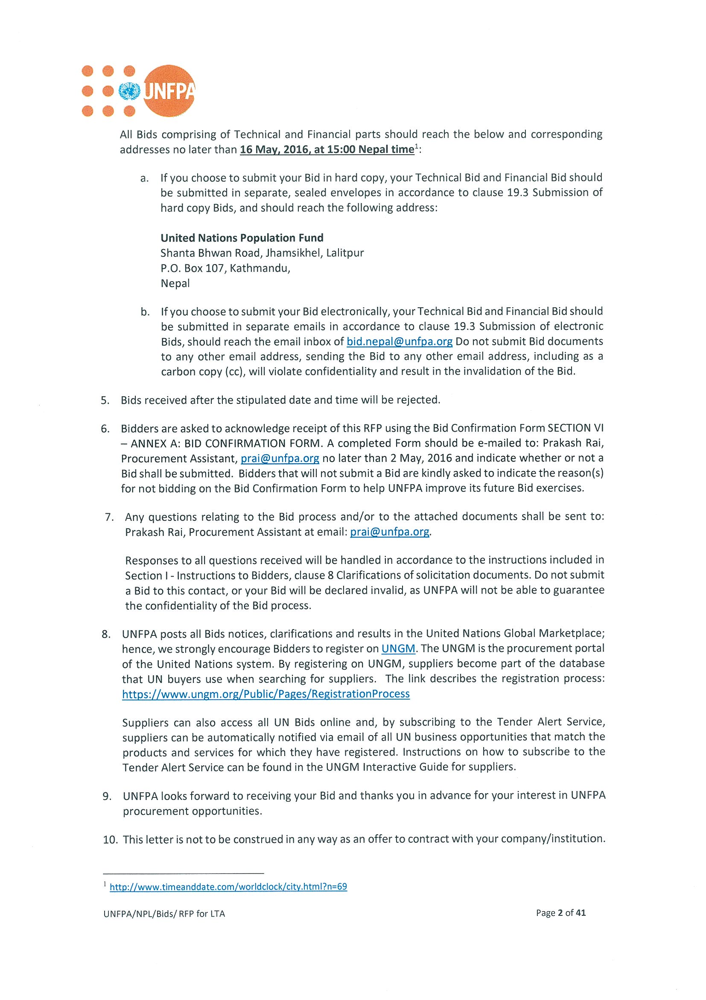 UNFPA
All Bids comprising of Technical and Financial parts should reach the below and corresponding
addresses no later than 16 May, 2016, at 15:00 Nepal time1:
a. If you choose to submit your Bid in hard copy, your Technical Bid and Financial Bid should
be submitted in separate, sealed envelopes in accordance to clause 19.3 Submission of
hard copy Bids, and should reach the following address:
United Nations Population Fund
Shanta Bhwan Road, Jhamsikhel, Lalitpur
P.O. Box 107, Kathmandu,
Nepal
b. If you choose to submit your Bid electronically, your Technical Bid and Financial Bid should
be submitted in separate emails in accordance to clause 19.3 Submission of electronic
Bids, should reach the email inbox of bid.nepal@unfpa.org Do not submit Bid documents
to any other email address, sending the Bid to any other email address, including as a
carbon copy (cc), will violate confidentiality and result in the invalidation of the Bid.
5. Bids received after the stipulated date and time will be rejected.
6. Bidders are asked to acknowledge receipt of this RFP using the Bid Confirmation Form SECTION VI
– ANNEX A: BID CONFIRMATION FORM. A completed Form should be e-mailed to: Prakash Rai,
Procurement Assistant, prai@unfpa.org no later than 2 May, 2016 and indicate whether or not a
Bid shall be submitted. Bidders that will not submit a Bid are kindly asked to indicate the reason(s)
for not bidding on the Bid Confirmation Form to help UNFPA improve its future Bid exercises.
7. Any questions relating to the Bid process and/or to the attached documents shall be sent to:
Prakash Rai, Procurement Assistant at email: prai@unfpa.org.
Responses to all questions received will be handled in accordance to the instructions included in
Section I - Instructions to Bidders, clause 8 Clarifications of solicitation documents. Do not submit
a Bid to this contact, or your Bid will be declared invalid, as UNFPA will not be able to guarantee
the confidentiality of the Bid process.
8. UNFPA posts all Bids notices, clarifications and results in the United Nations Global Marketplace;
hence, we strongly encourage Bidders to register on UNGM. The UNGM is the procurement portal
of the United Nations system. By registering on UNGM, suppliers become part of the database
that UN buyers use when searching for suppliers. The link describes the registration process:
https://www.ungm.org/Public/Pages/RegistrationProcess
Suppliers can also access all UN Bids online and, by subscribing to the Tender Alert Service,
suppliers can be automatically notified via email of all UN business opportunities that match the
products and services for which they have registered. Instructions on how to subscribe to the
Tender Alert Service can be found in the UNGM Interactive Guide for suppliers.
9. UNFPA looks forward to receiving your Bid and thanks you in advance for your interest in UNFPA
procurement opportunities.
10. This letter is not to be construed in any way as an offer to contract with your company/institution.
1 http://www.timeanddate.com/worldclock/city.html?n=69
UNFPA/NPL/Bids/ RFP for LTA Page 2 of 41